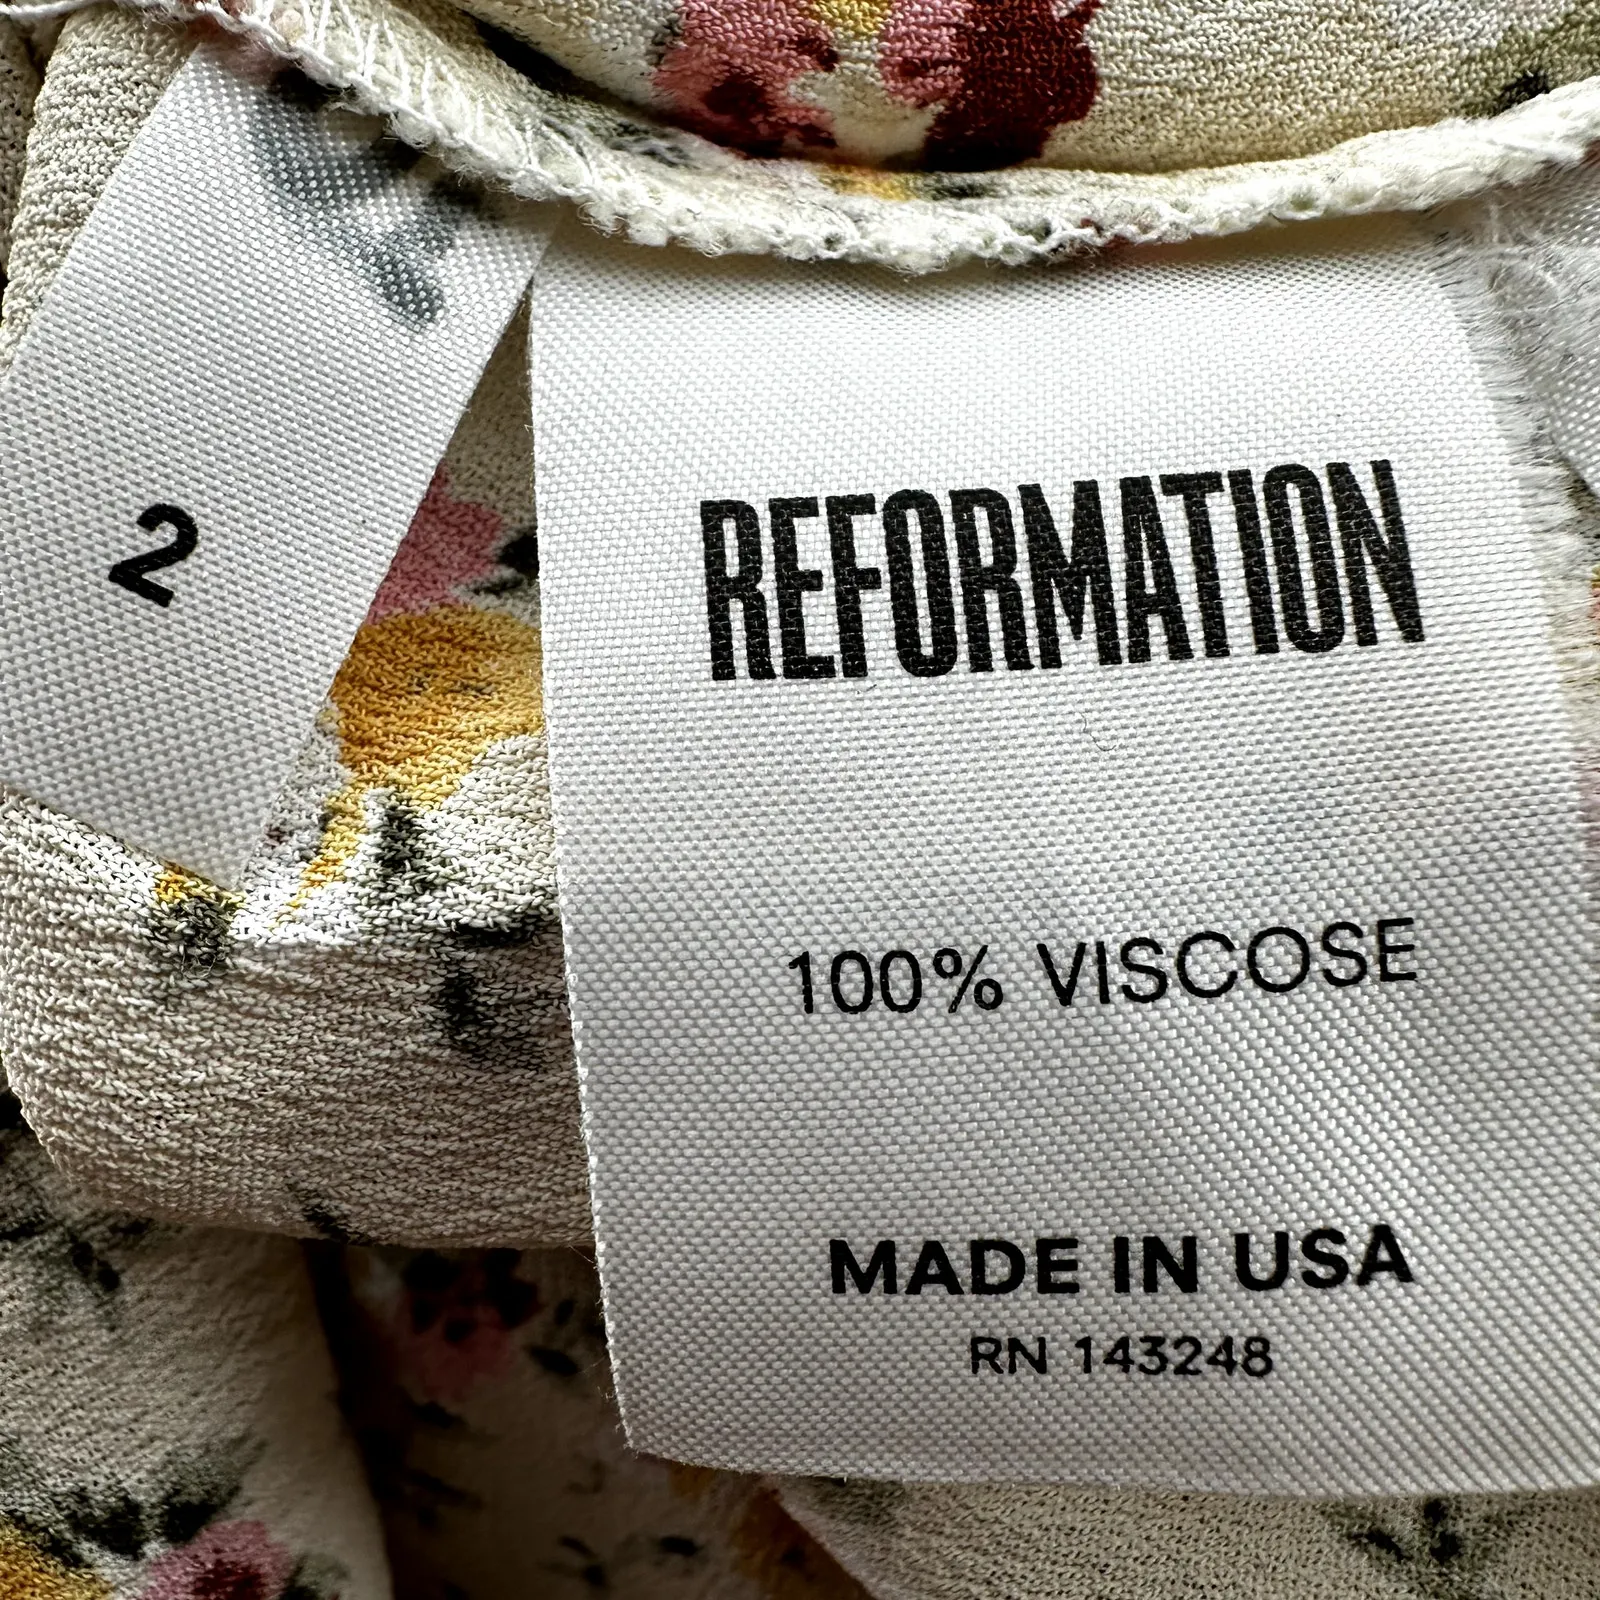 2
REFORMATION
100% VISCOSE
MADE IN USA
RN 143248